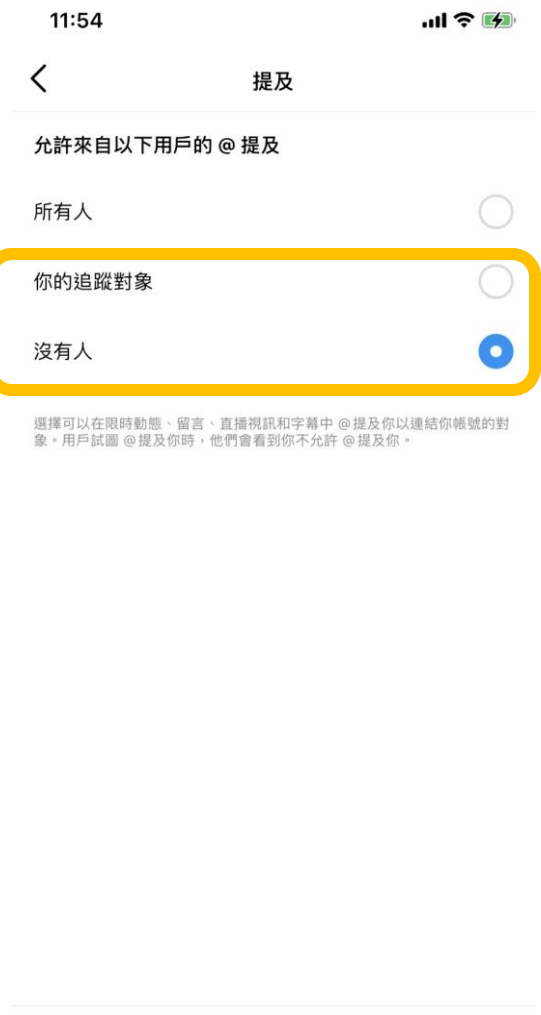 11:54
提及
允許來自以下用戶的 @ 提及
所有人
你的追蹤對象
沒有人
選擇可以在限時動態、留言、直播視訊和字幕中 @提及你以連結你帳號的對
象。用戶試圖 @提及你時，他們會看到你不允許 @提及你。